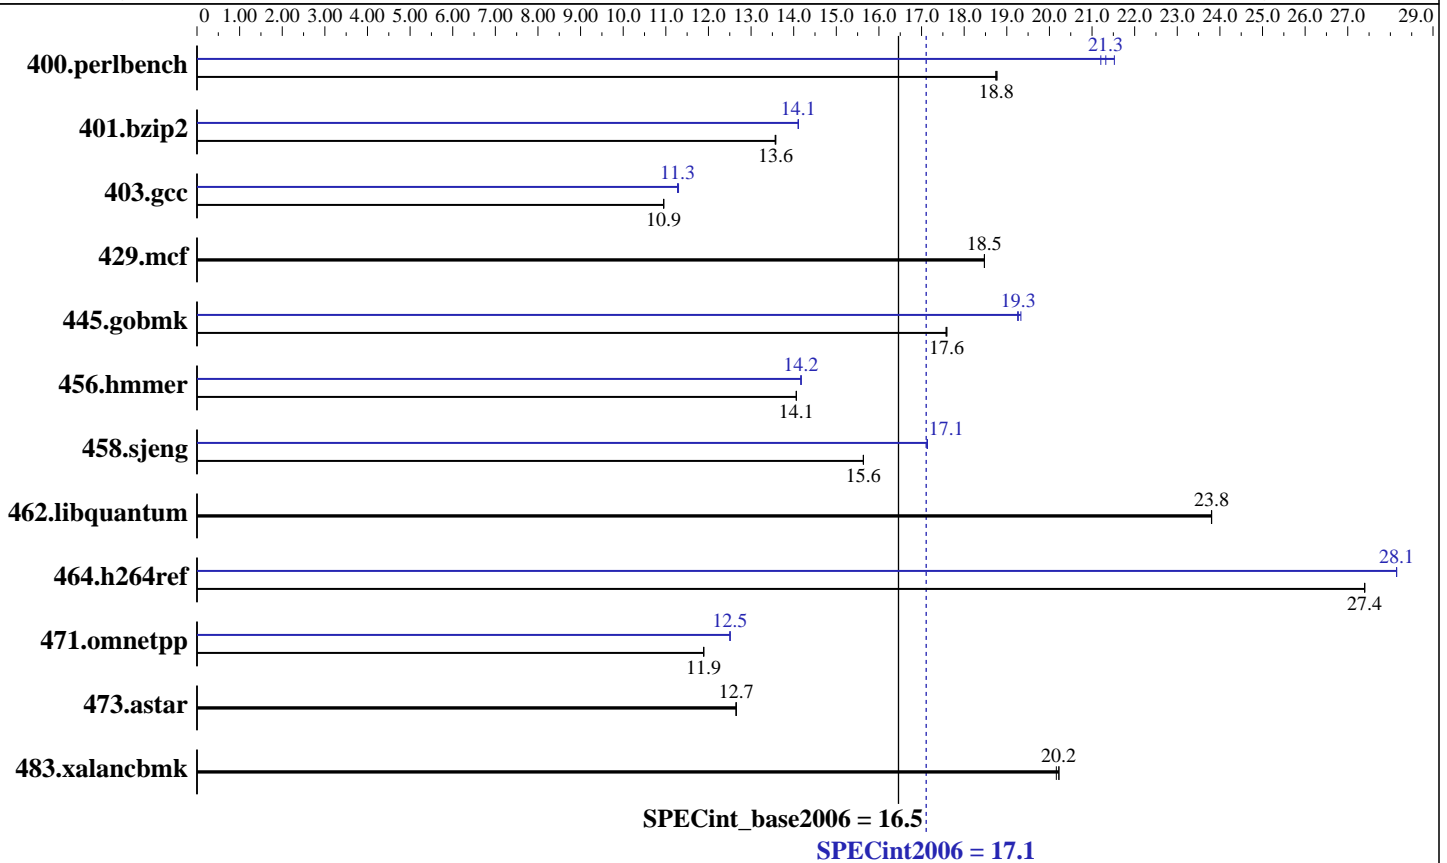 0 1.00 2.00 3.00 4.00 5.00 6.00 7.00 8.00 9.00 10.0 11.0 12.0 13.0 14.0 15.0 16.0 17.0 18.0 19.0 20.0 21.0 22.0 23.0 24.0 25.0 26.0 27.0 29.0
21.3
400.perlbench
18.8
14.1
401.bzip2
13.6
11.3
403.gcc
10.9
18.5
429.mcf
19.3
445.gobmk
17.6
14.2
456.hmmer
14.1
17.1
458.sjeng
15.6
23.8
462.libquantum
28.1
464.h264ref
27.4
12.5
471.omnetpp
11.9
12.7
473.astar
20.2
483.xalancbmk
SPECint_base2006 = 16.5
SPECint2006 = 17.1